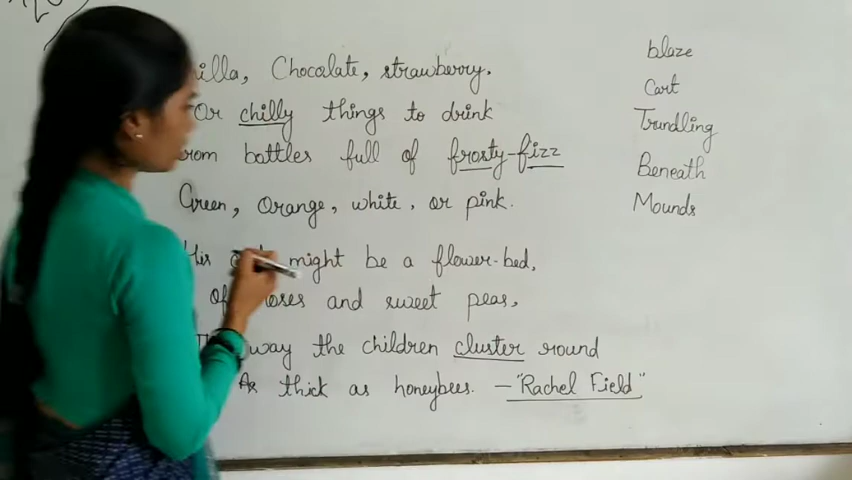 illa, Chocolate, strawberry.
Or chilly things to drink
rom bottles full of frosty-fizz
Green, Orange, white, or pink.
His might be a flower-bed,
of roses and sweet peas,
way the children cluster round
As thick as honeybees. - "Rachel Field"
blaze
Cart
Trundling
Beneath
Mounds